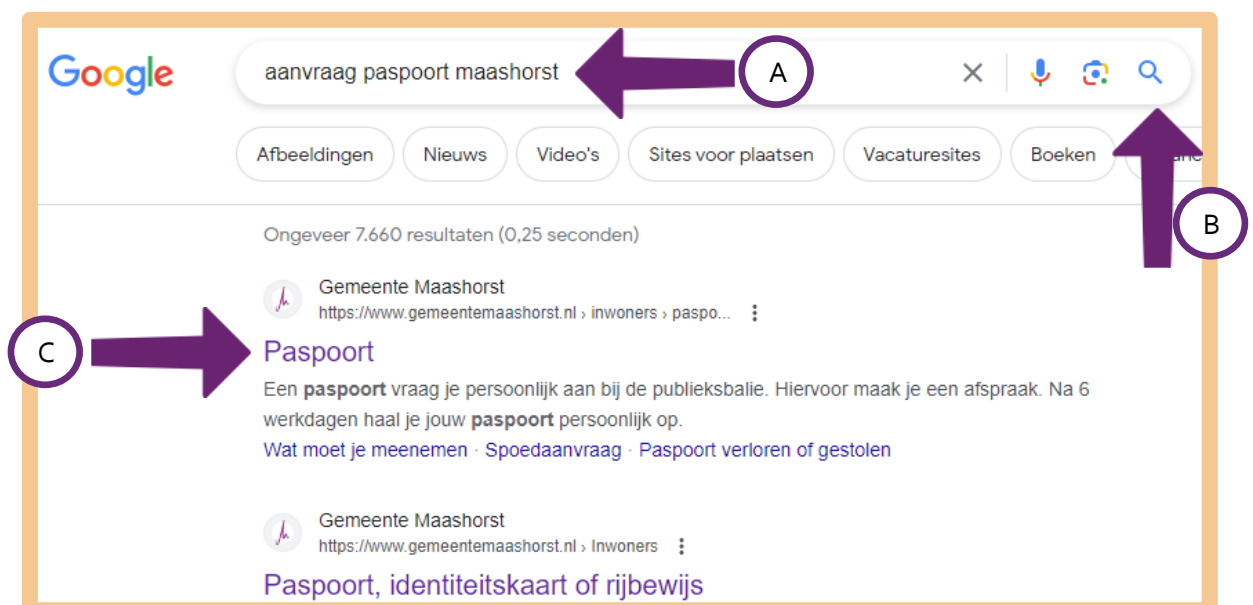 Google
aanvraag paspoort maashorst
A
Afbeeldingen
Nieuws
Video's
Sites voor plaatsen
Vacaturesites
Boeken
B
Ongeveer 7.660 resultaten (0,25 seconden)
Gemeente Maashorst
https://www.gemeentemaashorst.nl › inwoners › paspo...
C
Paspoort
Een paspoort vraag je persoonlijk aan bij de publieksbalie. Hiervoor maak je een afspraak. Na 6
werkdagen haal je jouw paspoort persoonlijk op.
Wat moet je meenemen · Spoedaanvraag · Paspoort verloren of gestolen
Gemeente Maashorst
https://www.gemeentemaashorst.nl › Inwoners
Paspoort, identiteitskaart of rijbewijs